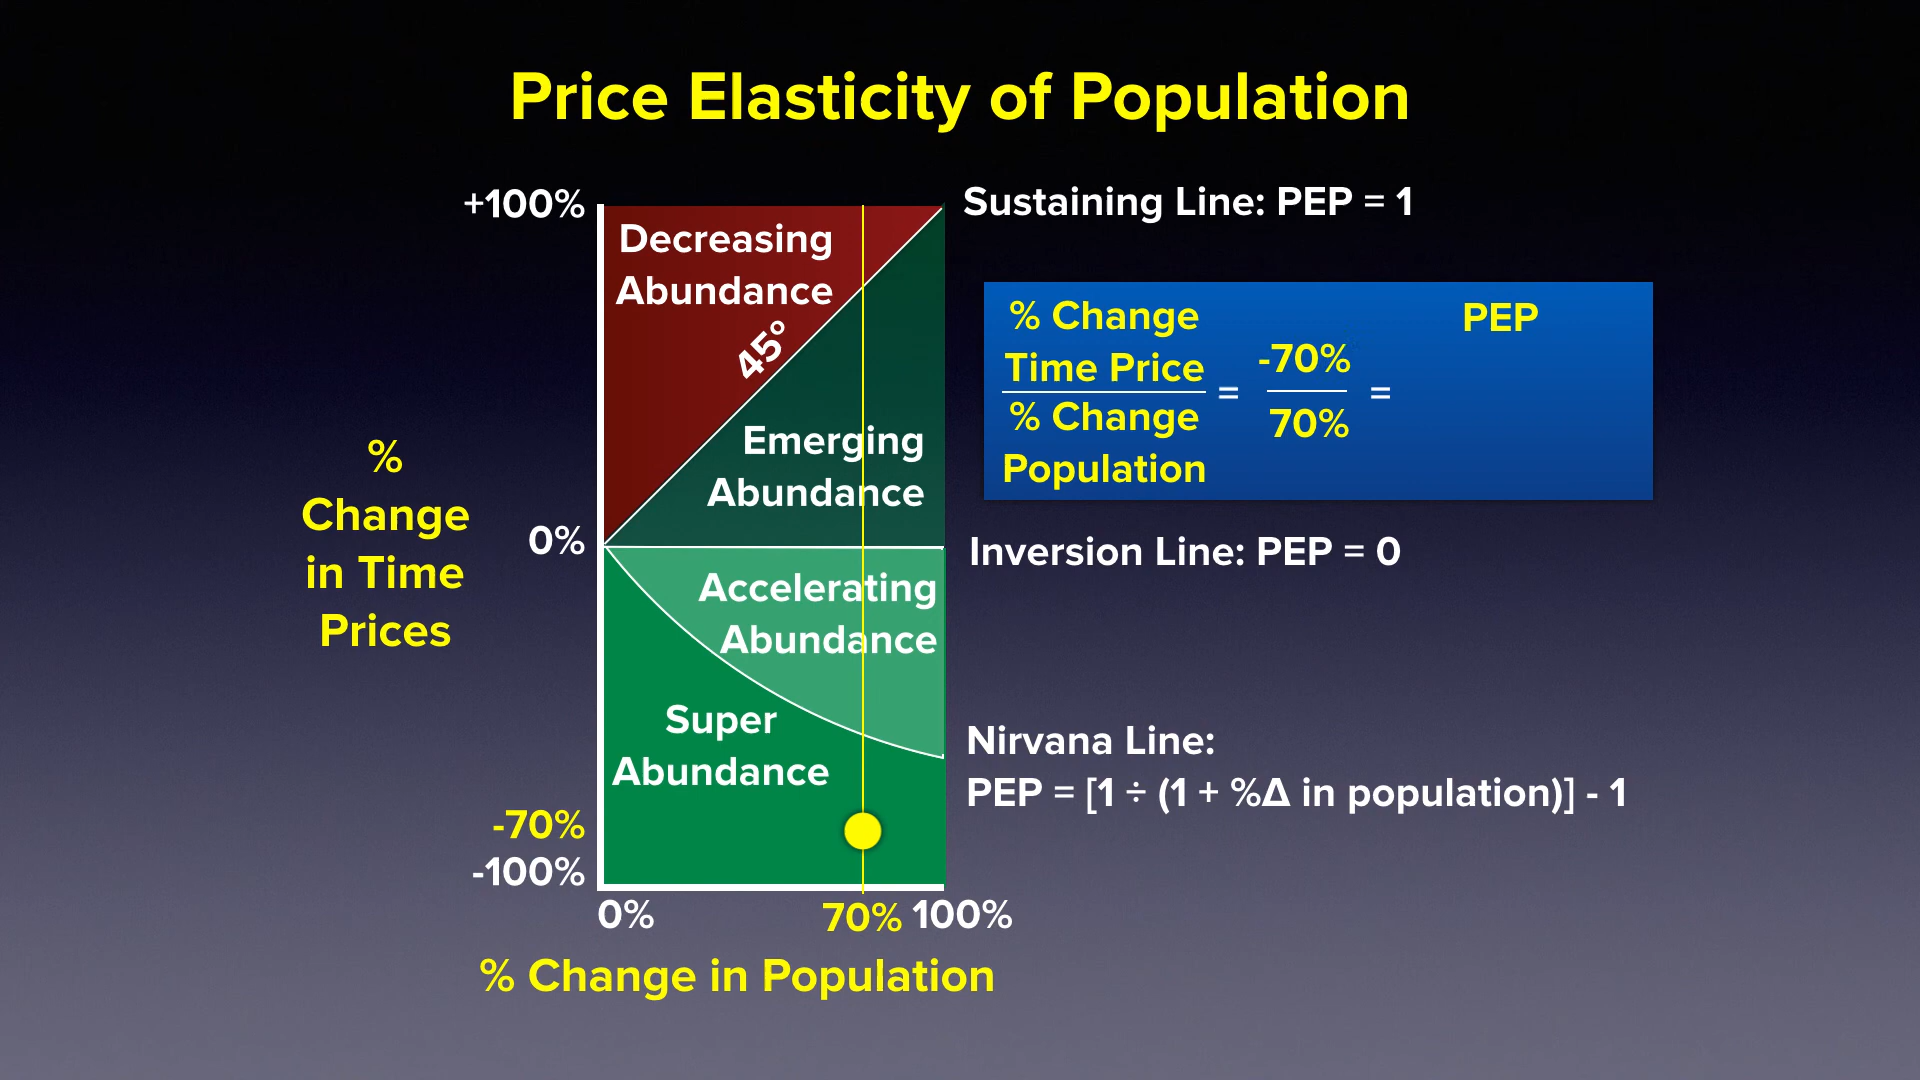 Price Elasticity of Population
+100%
Sustaining Line: PEP = 1
Decreasing
Abundance
45°
% Change
Time Price
% Change
Population
=
-70%
70%
=
PEP
Emerging
Abundance
%
Change
in Time
Prices
0%
Inversion Line: PEP = 0
Accelerating
Abundance
Super
Abundance
Nirvana Line:
PEP = [1 ÷ (1 + %Δ in population)] - 1
-70%
-100%
0%
70%
100%
% Change in Population